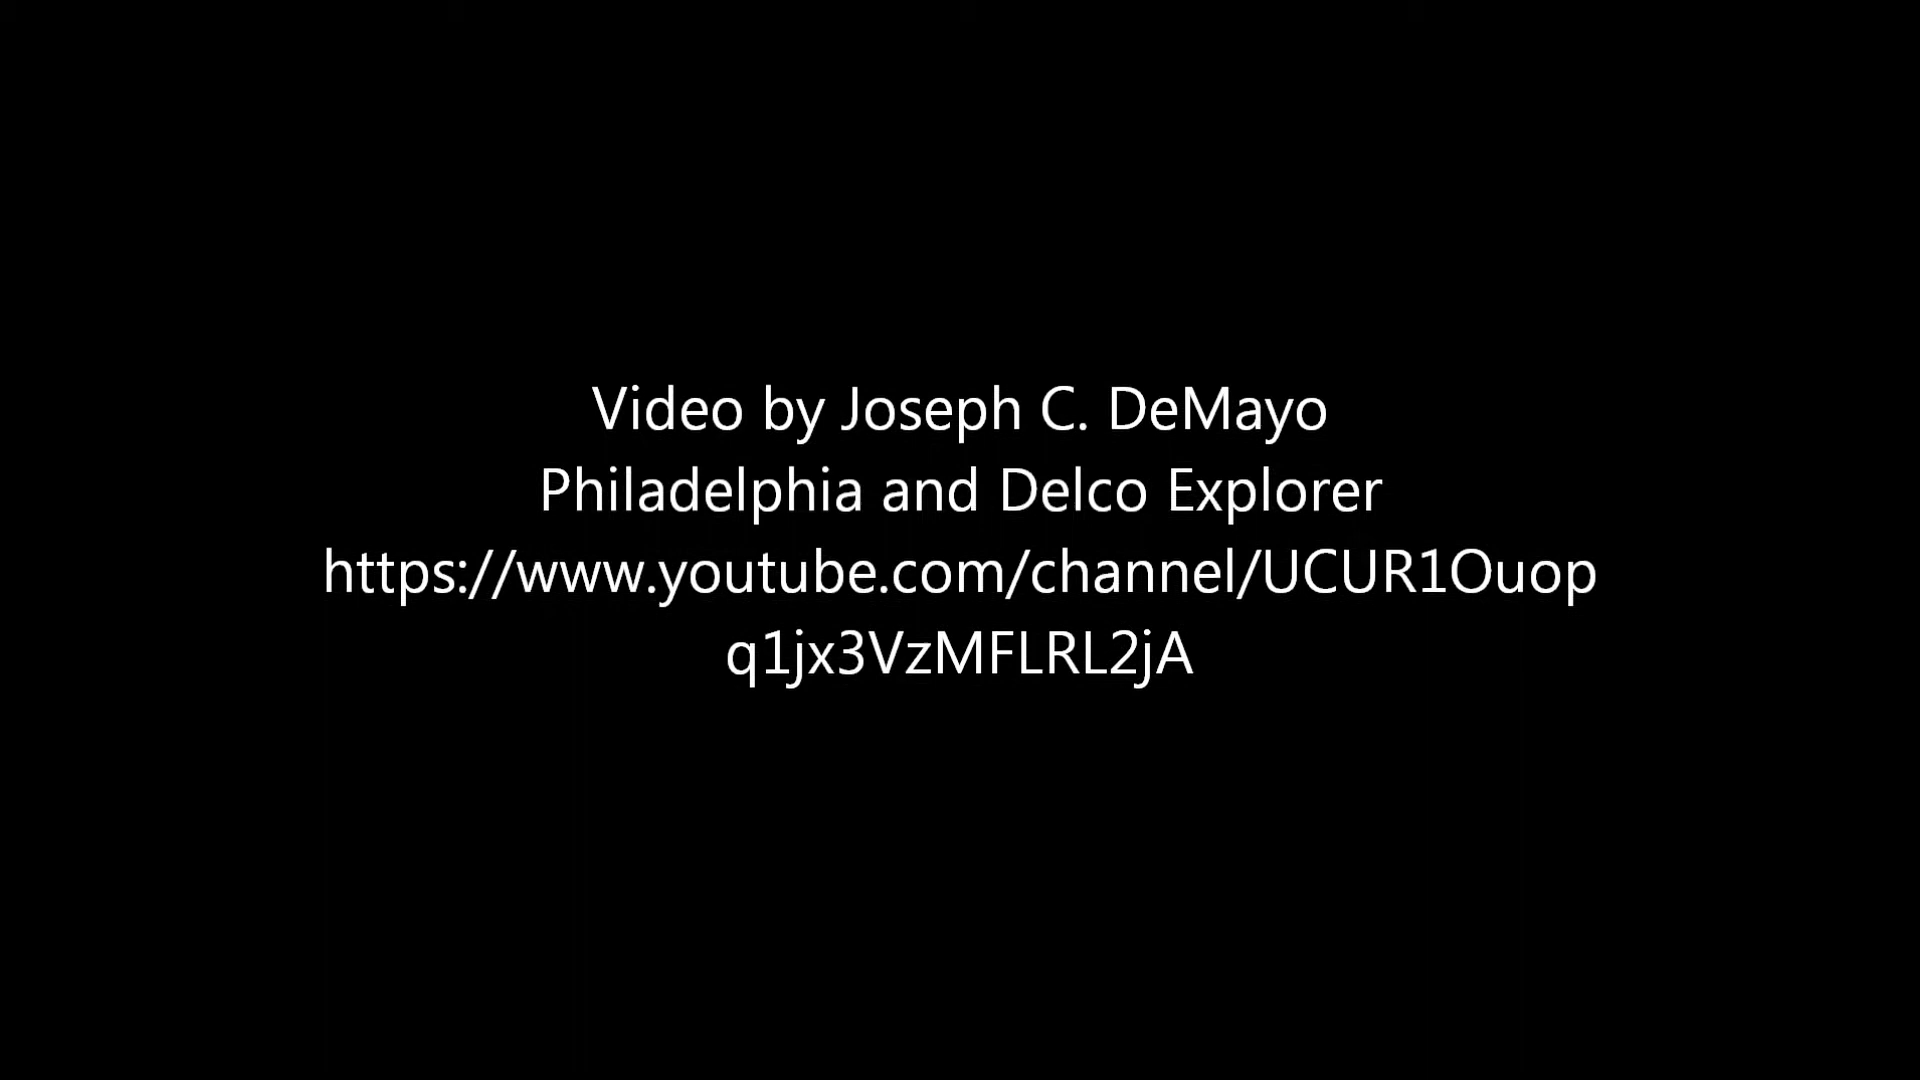 Video by Joseph C. DeMayo
Philadelphia and Delco Explorer
https://www.youtube.com/channel/UCUR1Ouop
q1jx3VzMFLRL2jA